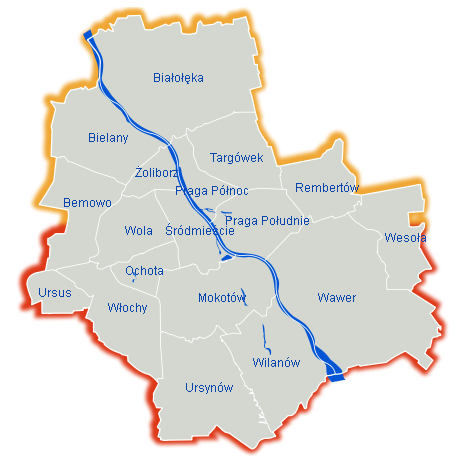 Białołęka
Bielany
Targówek
Żoliborz
Praga Północ
Rembertów
Bemowo
Praga Południe
Wola
Śródmieście
Wesoła
Ochota
Ursus
Mokotów
Wawer
Włochy
Wilanów
Ursynów